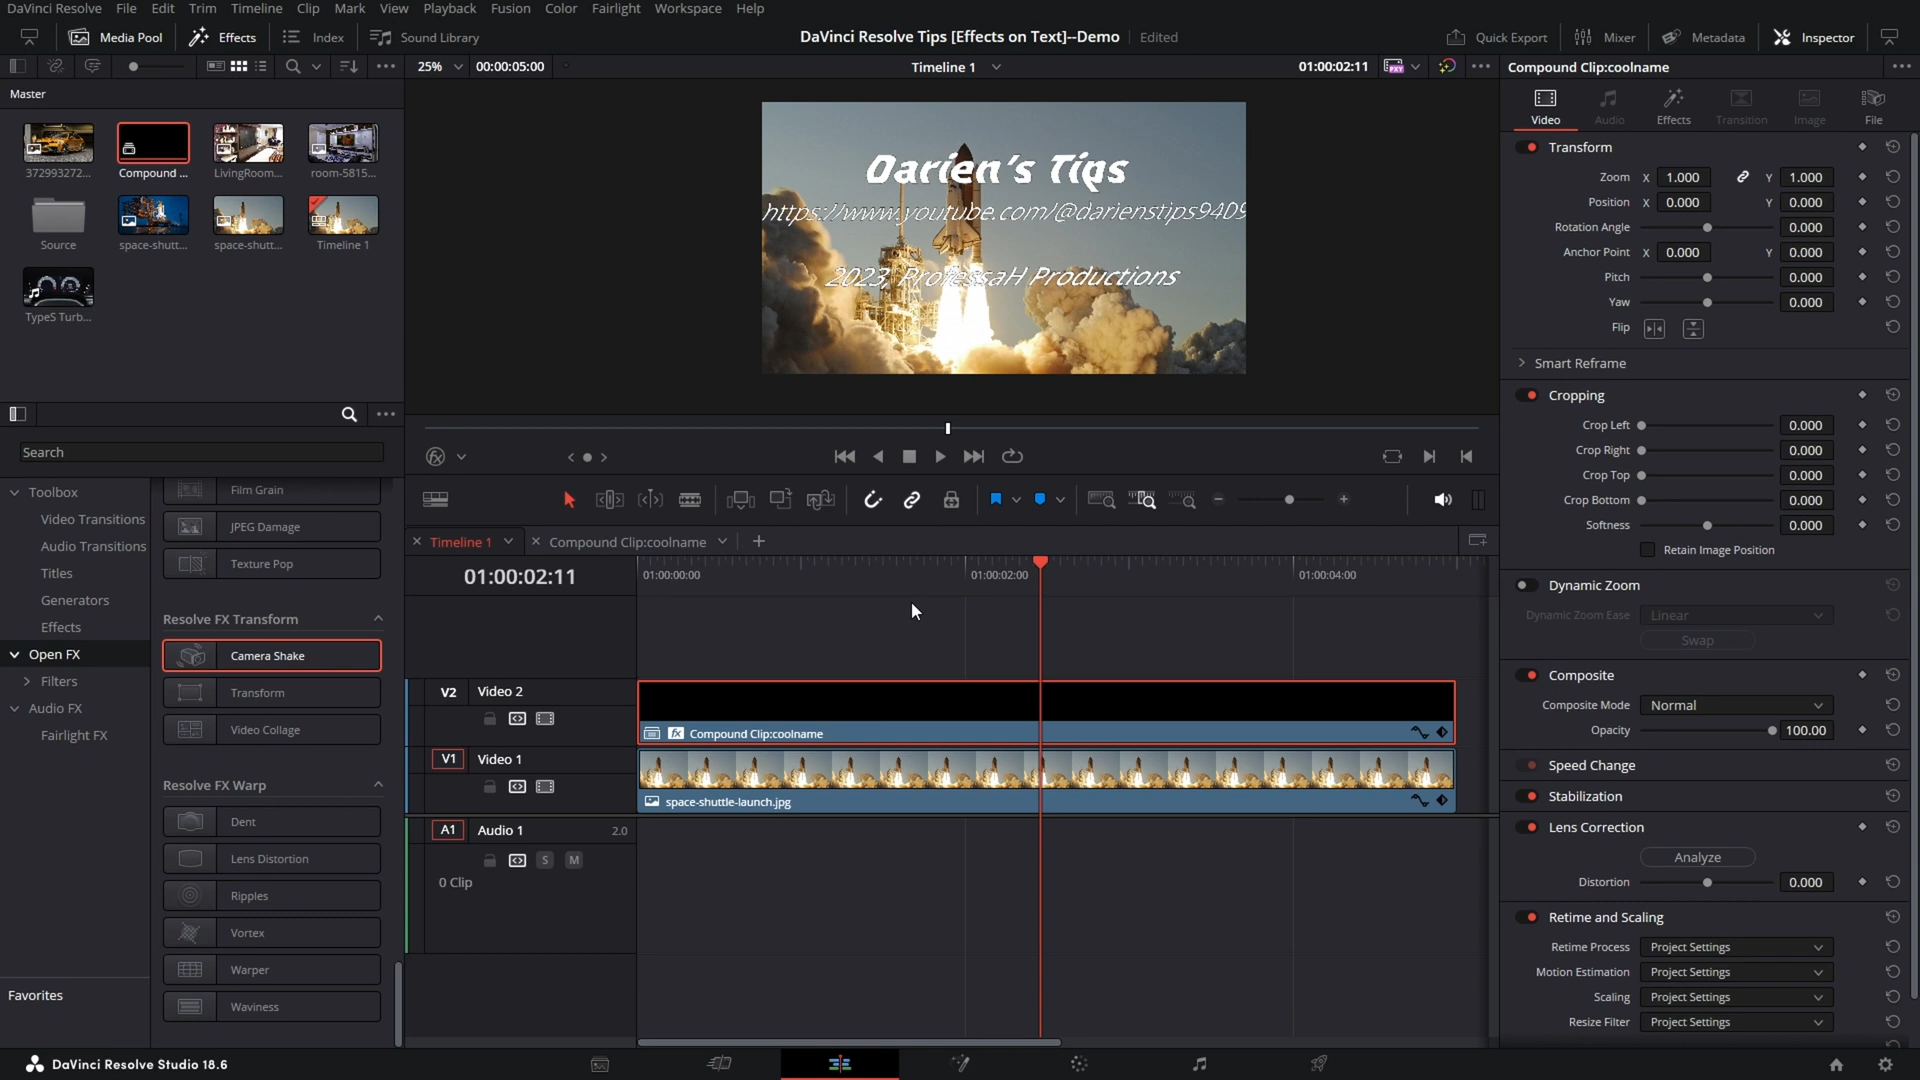 DaVinci Resolve File Edit Trim Timeline Clip Mark View Playback Fusion Color Fairlight Workspace Help
Media Pool Effects Index Sound Library DaVinci Resolve Tips [Effects on Text]--Demo Edited Quick Export Mixer Metadata Inspector
25% 00:00:05:00 Timeline 1 01:00:02:11 Compound Clip:coolname
Master
Video Audio Effects Transition Image File
372993272... Compound ... LivingRoom... room-5815...
Source space-shutt... space-shutt... Timeline 1
TypeS Turb...
Darien's Tips
https://www.youtube.com/@darienstips9409
2023, ProfessaH Productions
Transform
Zoom X 1.000 Y 1.000
Position X 0.000 Y 0.000
Rotation Angle 0.000
Anchor Point X 0.000 Y 0.000
Pitch 0.000
Yaw 0.000
Flip
Smart Reframe
Cropping
Crop Left 0.000
Crop Right 0.000
Crop Top 0.000
Crop Bottom 0.000
Softness 0.000
Retain Image Position
Dynamic Zoom
Dynamic Zoom Ease Linear
Swap
Composite
Composite Mode Normal
Opacity 100.00
Speed Change
Stabilization
Lens Correction
Analyze
Distortion 0.000
Retime and Scaling
Retime Process Project Settings
Motion Estimation Project Settings
Scaling Project Settings
Resize Filter Project Settings
Search
Toolbox
Video Transitions
Audio Transitions
Titles
Generators
Effects
Open FX
Filters
Audio FX
Fairlight FX
Favorites
Film Grain
JPEG Damage
Texture Pop
Resolve FX Transform
Camera Shake
Transform
Video Collage
Resolve FX Warp
Dent
Lens Distortion
Ripples
Vortex
Warper
Waviness
Timeline 1 Compound Clip:coolname
01:00:02:11 01:00:00:00 01:00:02:00 01:00:04:00
V2 Video 2
fx Compound Clip:coolname
V1 Video 1
space-shuttle-launch.jpg
A1 Audio 1 2.0
S M
0 Clip
DaVinci Resolve Studio 18.6